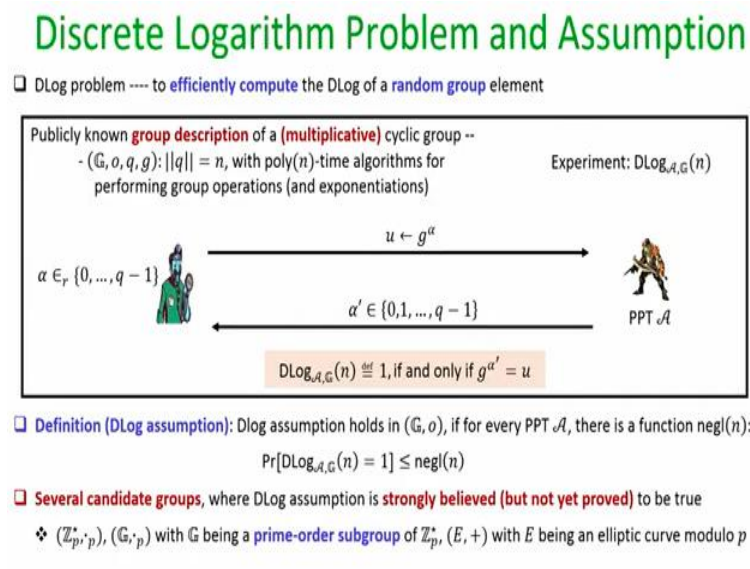 Discrete Logarithm Problem and Assumption
❑ DLog problem ---- to efficiently compute the DLog of a random group element
Publicly known group description of a (multiplicative) cyclic group --
- (𝔾, o, q, g): ||q|| = n, with poly(n)-time algorithms for
performing group operations (and exponentiations)
Experiment: DLog𝒜,𝔾(n)
u ← g^α
α ∈r {0, …, q − 1}
α′ ∈ {0,1, …, q − 1}
PPT 𝒜
DLog𝒜,𝔾(n) ≝ 1, if and only if g^α′ = u
❑ Definition (DLog assumption): Dlog assumption holds in (𝔾, o), if for every PPT 𝒜, there is a function negl(n):
Pr[DLog𝒜,𝔾(n) = 1] ≤ negl(n)
❑ Several candidate groups, where DLog assumption is strongly believed (but not yet proved) to be true
❖ (ℤ*p,·p), (𝔾,·p) with 𝔾 being a prime-order subgroup of ℤ*p, (E, +) with E being an elliptic curve modulo p